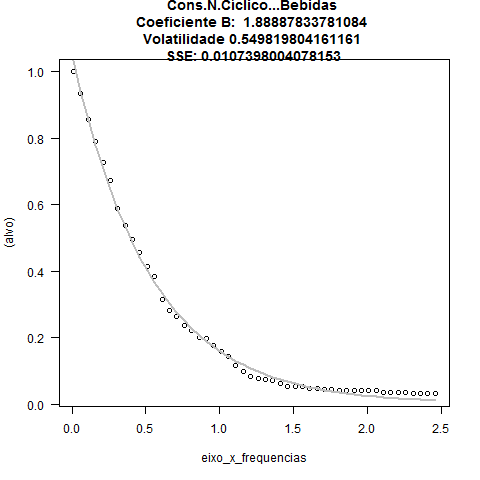 Cons.N.Ciclico...Bebidas
Coeficiente B:  1.88887833781084
Volatilidade 0.549819804161161
SSE: 0.0107398004078153
1.0
0.8
0.6
0.4
0.2
0.0
(alvo)
0.0 0.5 1.0 1.5 2.0 2.5
eixo_x_frequencias